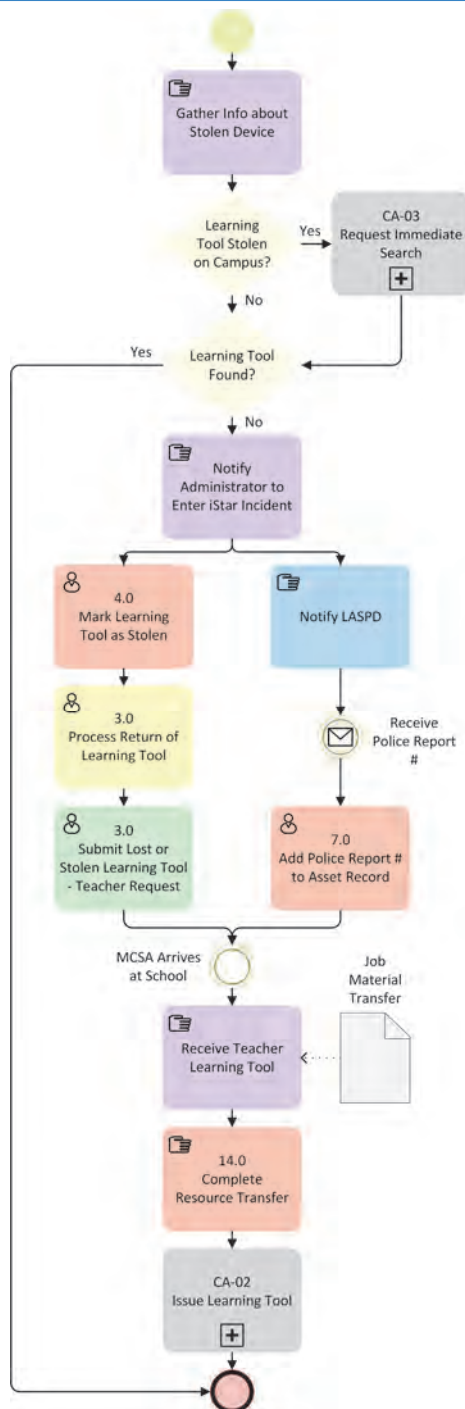 Gather Info about
Stolen Device
Learning
Tool Stolen
on Campus?
Yes
CA-03
Request Immediate
Search
No
Yes
Learning Tool
Found?
No
Notify
Administrator to
Enter iStar Incident
4.0
Mark Learning
Tool as Stolen
Notify LASPD
3.0
Process Return of
Learning Tool
Receive
Police Report
#
3.0
Submit Lost or
Stolen Learning Tool
- Teacher Request
7.0
Add Police Report #
to Asset Record
MCSA Arrives
at School
Job
Material
Transfer
Receive Teacher
Learning Tool
14.0
Complete
Resource Transfer
CA-02
Issue Learning Tool